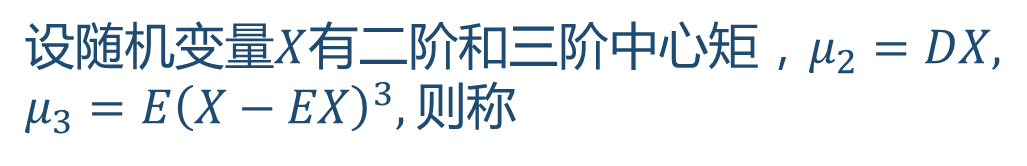 设随机变量X有二阶和三阶中心矩，μ₂ = DX,
μ₃ = E(X − EX)³, 则称